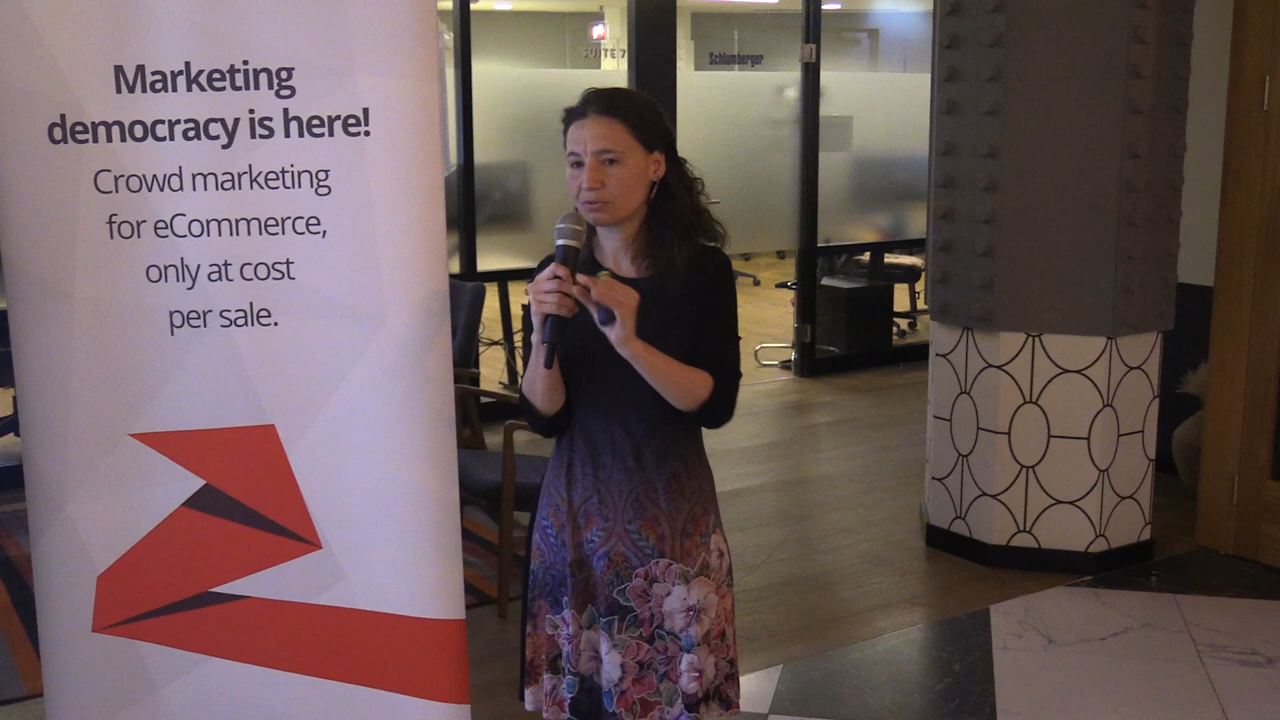 Marketing
democracy is here!
Crowd marketing
for eCommerce,
only at cost
per sale.
SUITE 7
Schlumberger